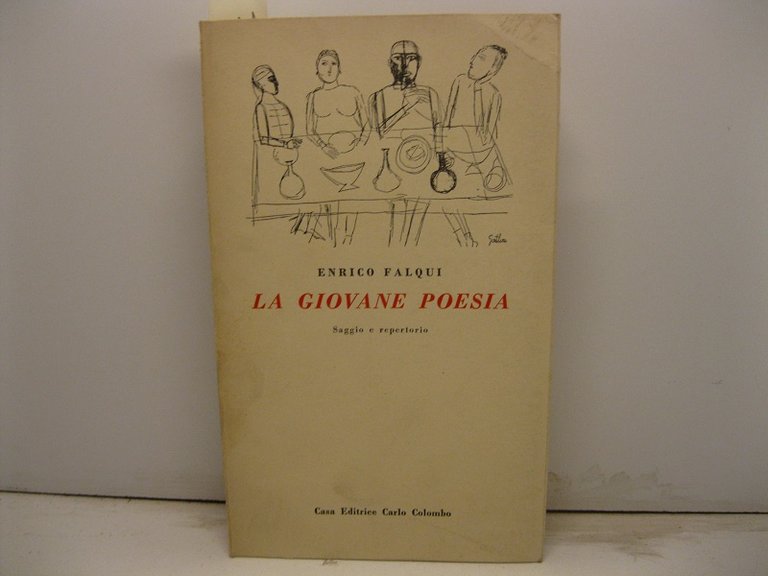 ENRICO FALQUI
LA GIOVANE POESIA
Saggio e repertorio
Casa Editrice Carlo Colombo